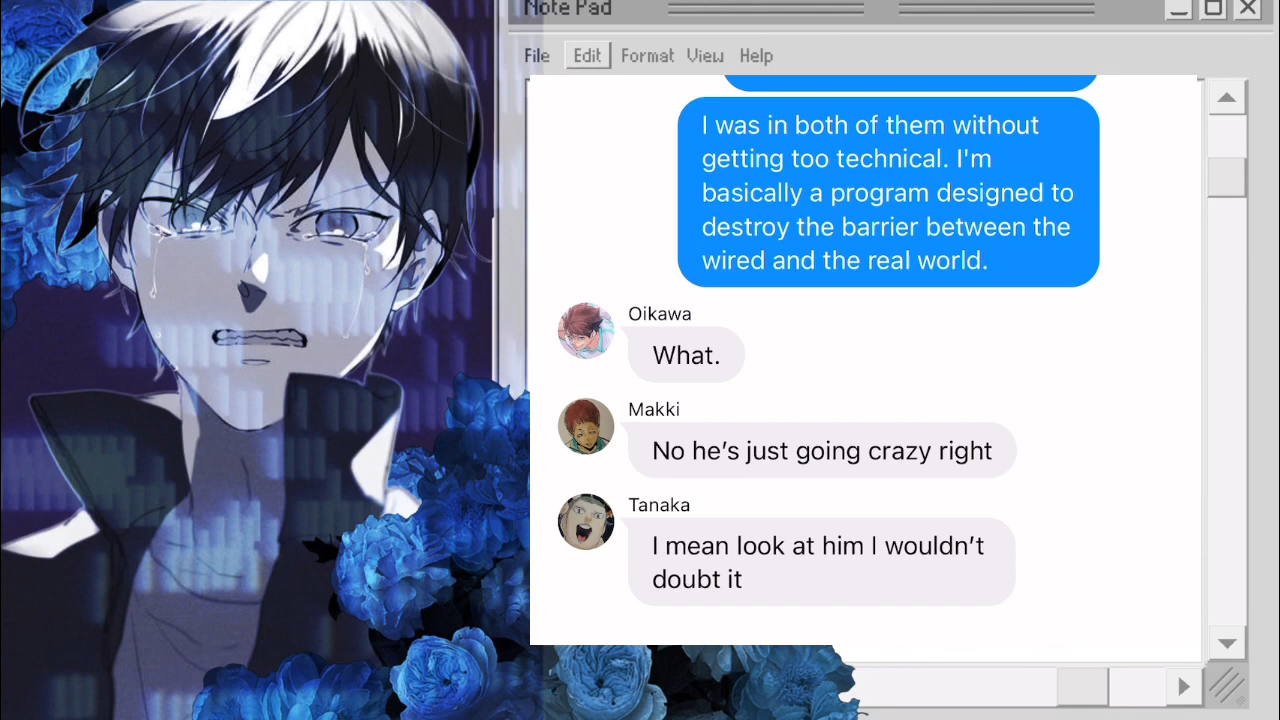 Note Pad
File Edit Format View Help
I was in both of them without
getting too technical. I'm
basically a program designed to
destroy the barrier between the
wired and the real world.
Oikawa
What.
Makki
No he’s just going crazy right
Tanaka
I mean look at him I wouldn’t
doubt it